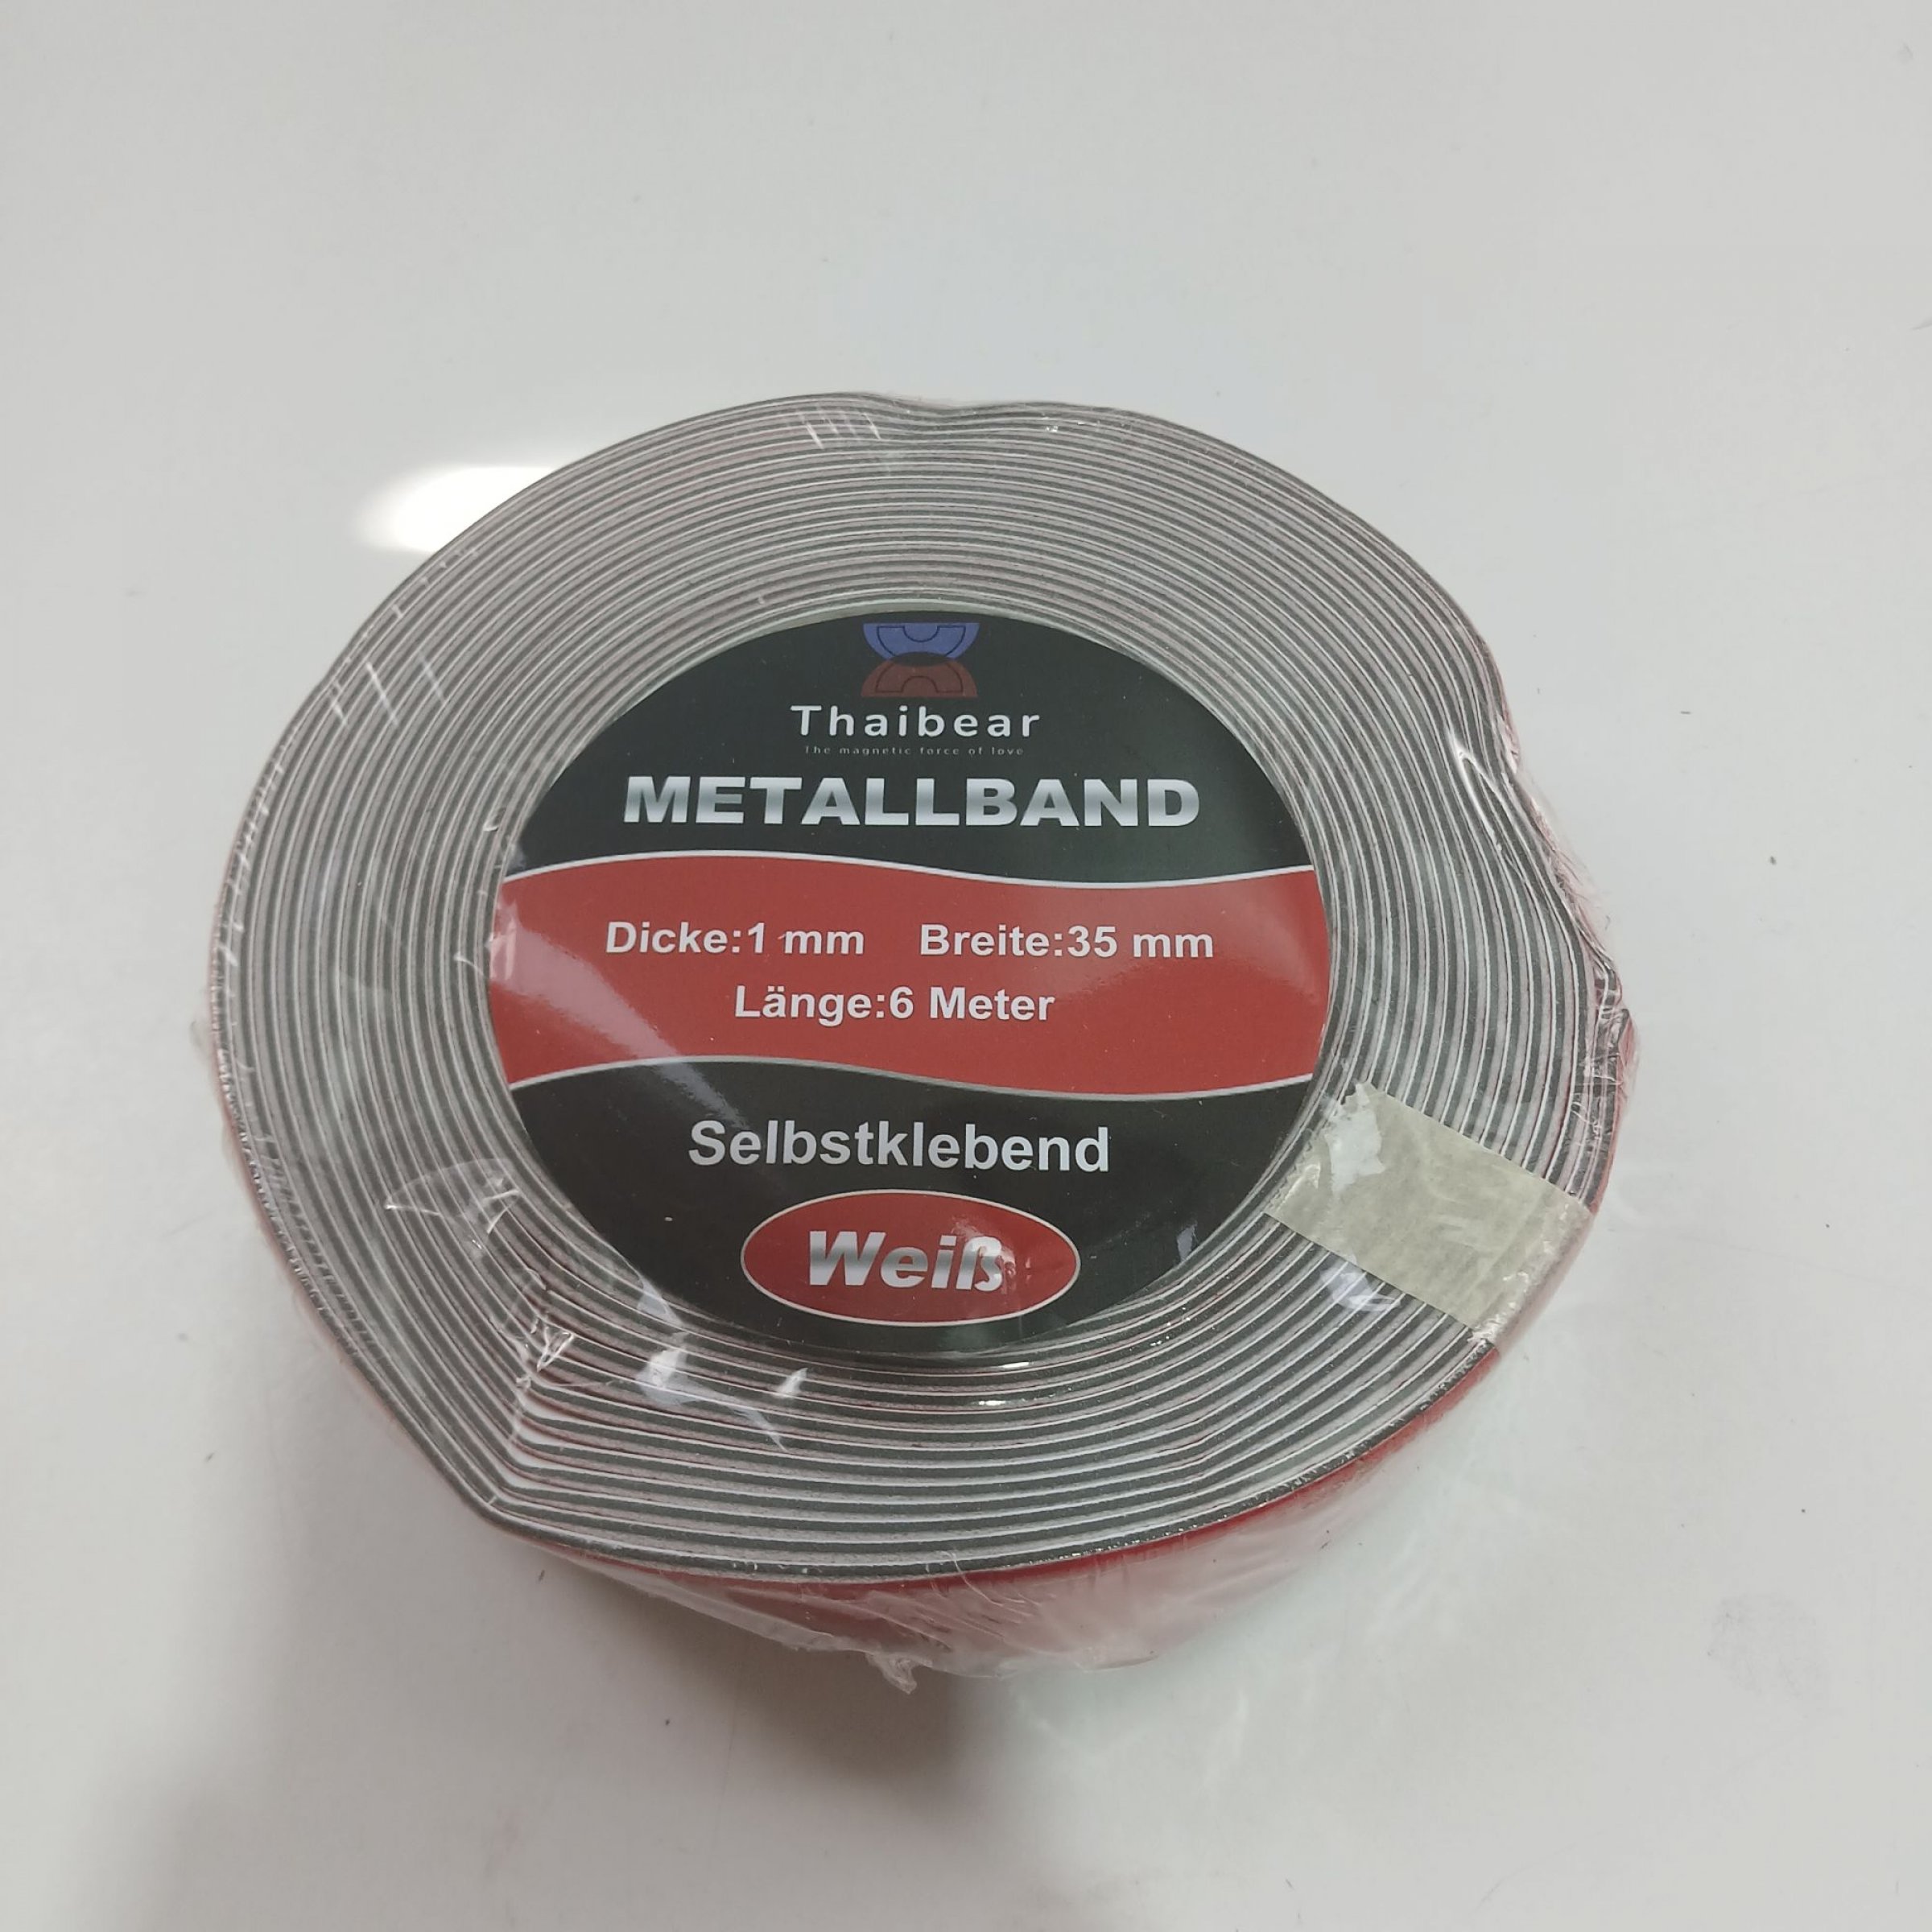 Thaibear
The magnetic force of love
METALLBAND
Dicke:1 mm Breite:35 mm
Länge:6 Meter
Selbstklebend
Weiß